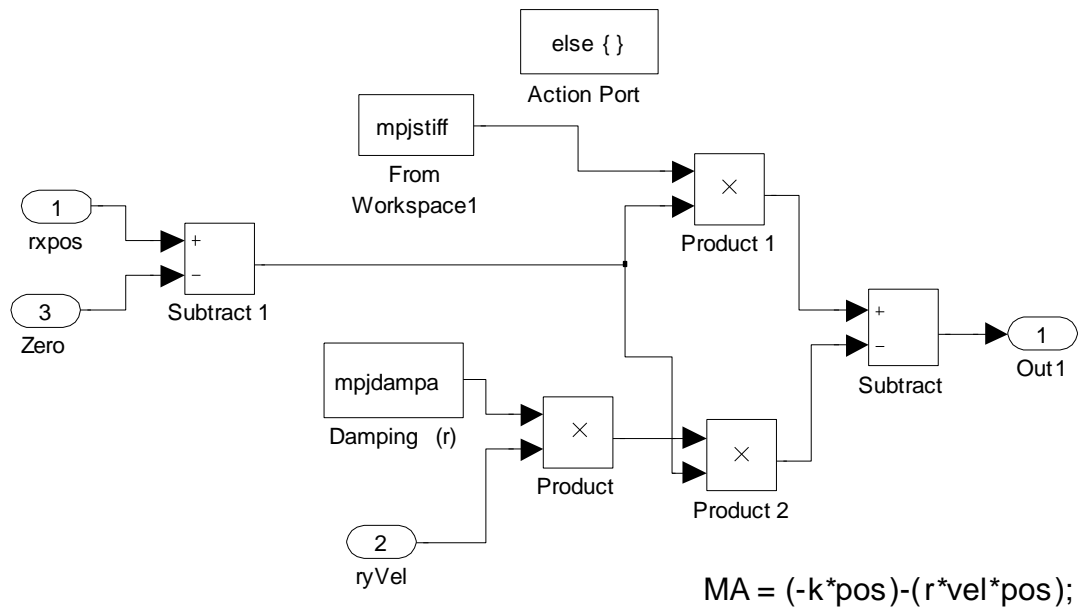 else { }
Action Port
mpjstiff
From
Workspace1
×
Product 1
1
rxpos
+
−
Subtract 1
3
Zero
+
−
Subtract
1
Out1
mpjdampa
Damping (r)
×
Product
×
Product 2
2
ryVel
MA = (-k*pos)-(r*vel*pos);